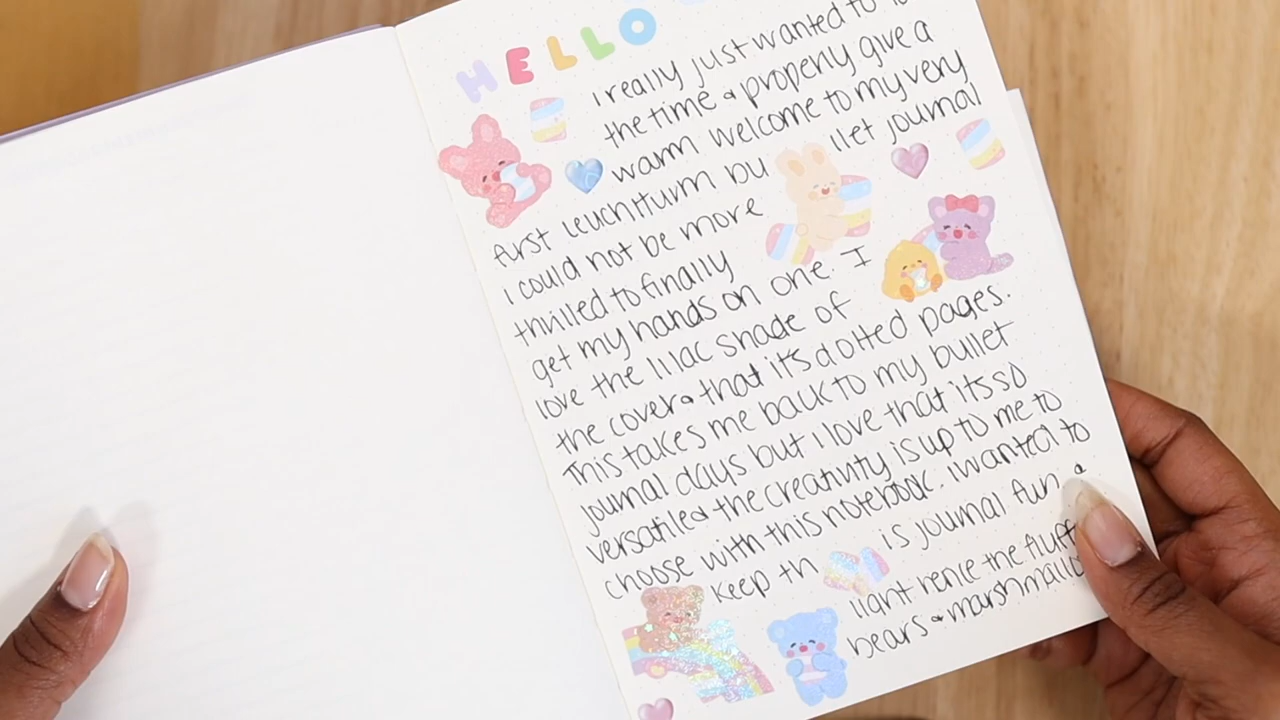 HELLO
I really just wanted to
the time & properly give a
warm welcome to my very
first leuchtturm bu llet journal
I could not be more
thrilled to finally
get my hands on one. I
love the lilac shade of
the cover & that it's dotted pages.
This takes me back to my bullet
journal days but I love that it's so
versatile & the creativity is up to me to
choose with this notebook. I wanted to
keep th is journal fun &
light hence the fluff
bears & marshmallo